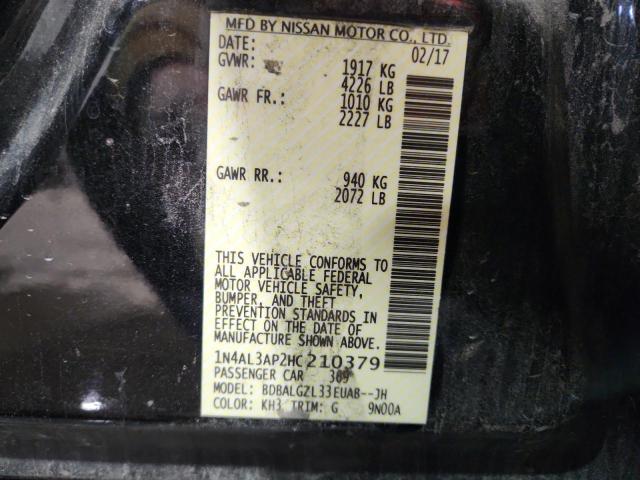 MFD BY NISSAN MOTOR CO., LTD.
DATE: 02/17
GVWR: 1917 KG
4226 LB
GAWR FR.: 1010 KG
2227 LB
GAWR RR.: 940 KG
2072 LB
THIS VEHICLE CONFORMS TO
ALL APPLICABLE FEDERAL
MOTOR VEHICLE SAFETY,
BUMPER, AND THEFT
PREVENTION STANDARDS IN
EFFECT ON THE DATE OF
MANUFACTURE SHOWN ABOVE.
1N4AL3AP2HC210379
PASSENGER CAR 369
MODEL: BDBALGZL33EUAB--JH
COLOR: KH3 TRIM: G 9N00A